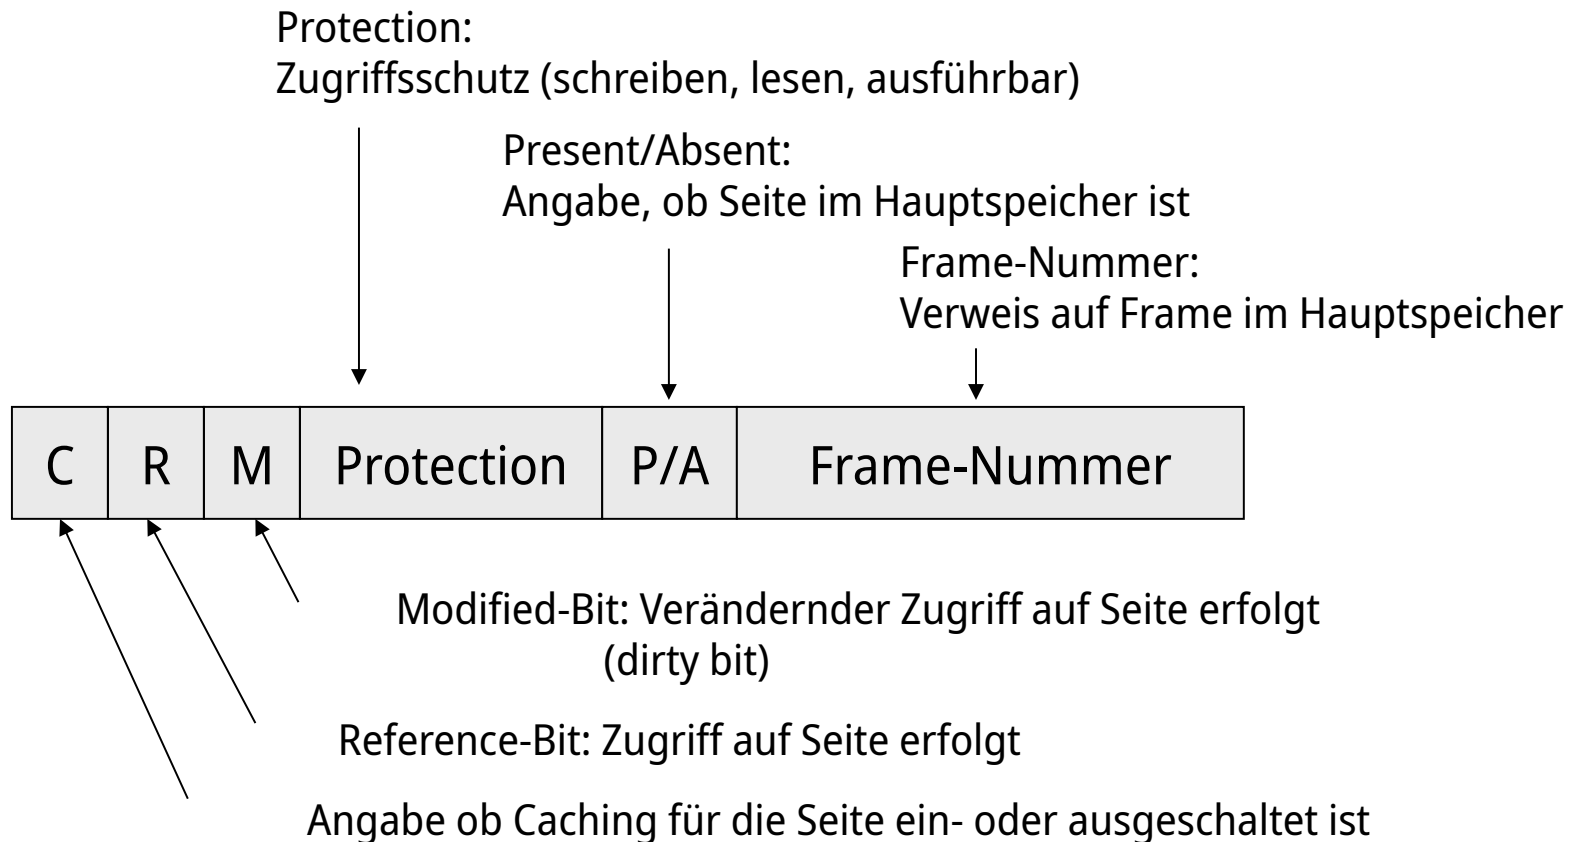 Protection:
Zugriffsschutz (schreiben, lesen, ausführbar)
Present/Absent:
Angabe, ob Seite im Hauptspeicher ist
Frame-Nummer:
Verweis auf Frame im Hauptspeicher
C R M Protection P/A Frame-Nummer
Modified-Bit: Verändernder Zugriff auf Seite erfolgt
(dirty bit)
Reference-Bit: Zugriff auf Seite erfolgt
Angabe ob Caching für die Seite ein- oder ausgeschaltet ist